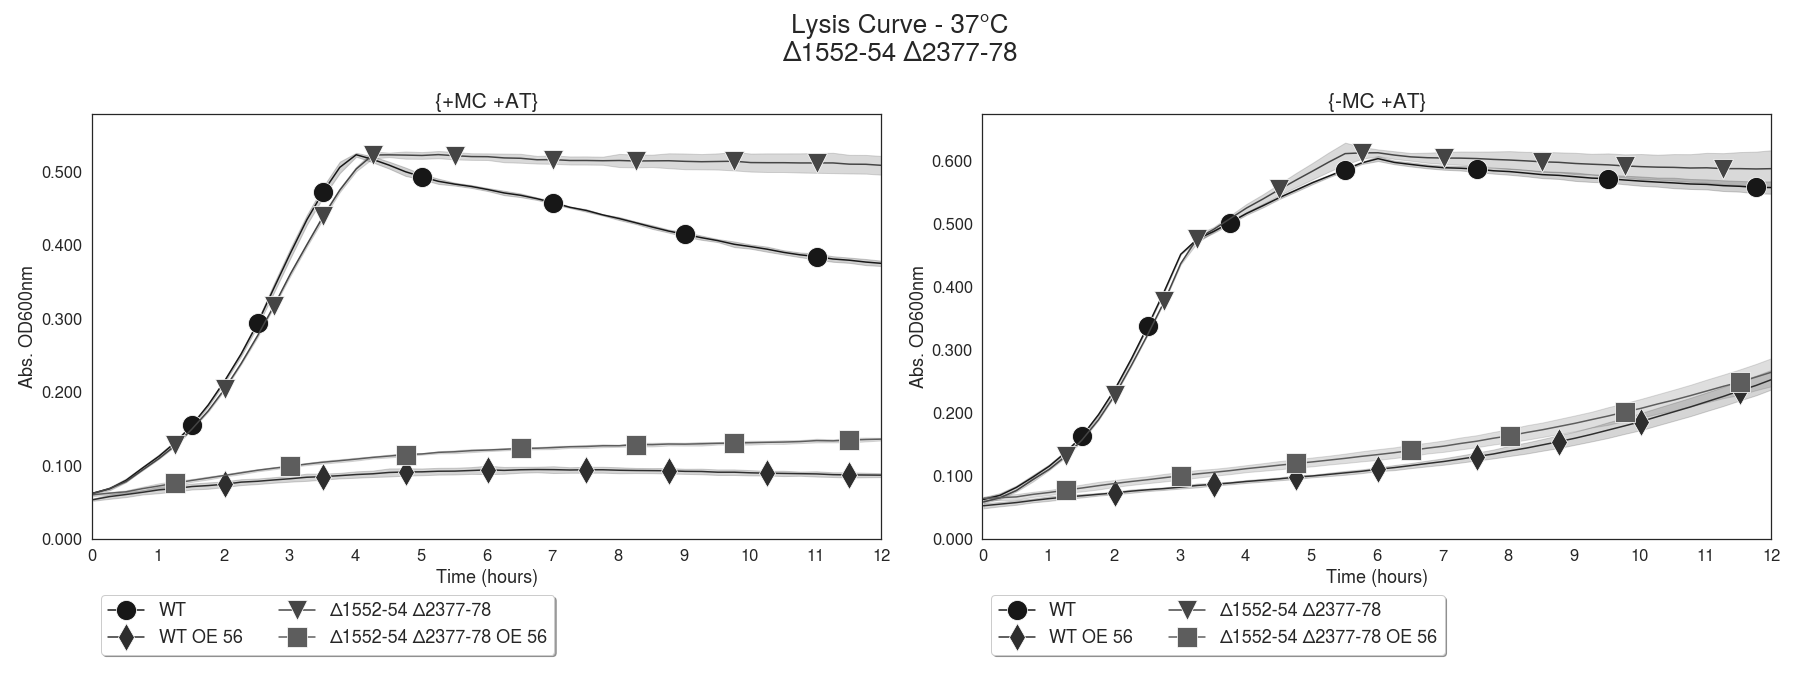 Lysis Curve - 37°C
Δ1552-54 Δ2377-78
{+MC +AT}
Abs. OD600nm
0.500
0.400
0.300
0.200
0.100
0.000
0 1 2 3 4 5 6 7 8 9 10 11 12
Time (hours)
WT
WT OE 56
Δ1552-54 Δ2377-78
Δ1552-54 Δ2377-78 OE 56
{-MC +AT}
Abs. OD600nm
0.600
0.500
0.400
0.300
0.200
0.100
0.000
0 1 2 3 4 5 6 7 8 9 10 11 12
Time (hours)
WT
WT OE 56
Δ1552-54 Δ2377-78
Δ1552-54 Δ2377-78 OE 56